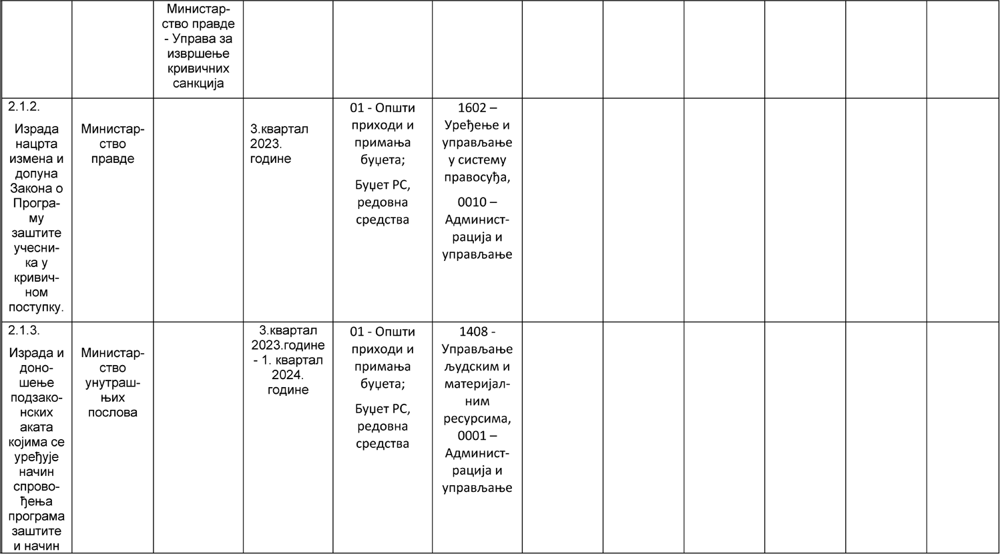 Министар-
ство правде
- Управа за
извршење
кривичних
санкција
2.1.2.
Израда
нацрта
измена и
допуна
Закона о
Програ-
му
заштите
учесни-
ка у
кривич-
ном
поступку.
Министар-
ство
правде
3.квартал
2023.
године
01 - Општи
приходи и
примања
буџета;
Буџет РС,
редовна
средства
1602 –
Уређење и
управљање
у систему
правосуђа,
0010 –
Админист-
рација и
управљање
2.1.3.
Израда и
доно-
шење
подзако-
нских
аката
којима се
уређује
начин
спрово-
ђења
програма
заштите
и начин
Министар-
ство
унутраш-
њих
послова
3.квартал
2023.године
- 1. квартал
2024.
године
01 - Општи
приходи и
примања
буџета;
Буџет РС,
редовна
средства
1408 -
Управљање
људским и
материјал-
ним
ресурсима,
0001 –
Админист-
рација и
управљање